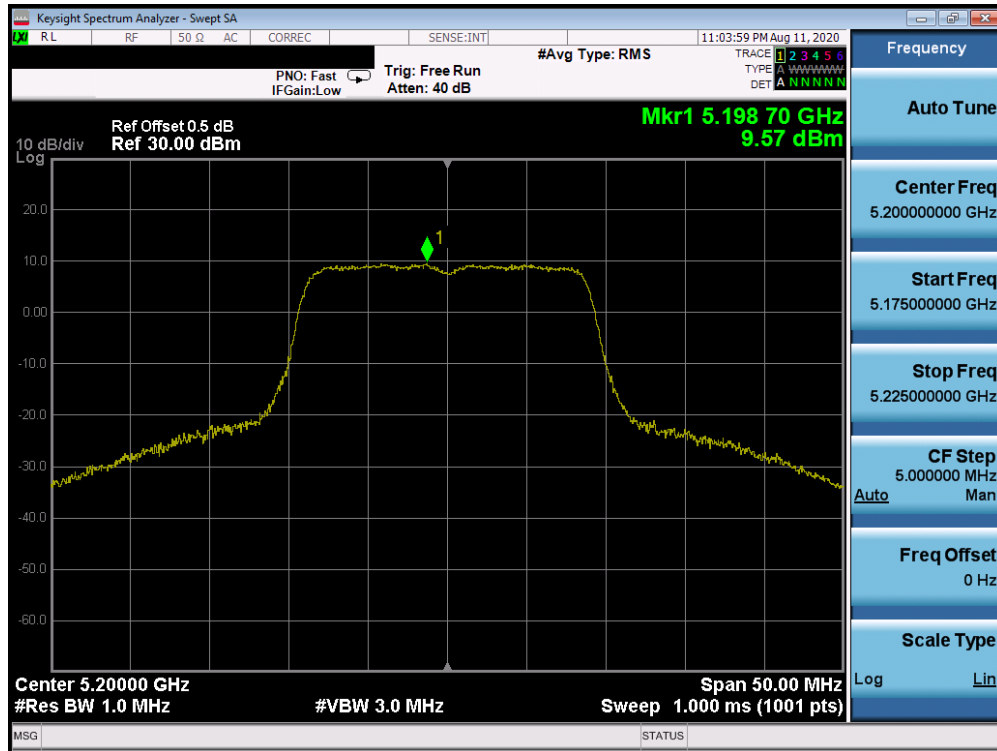 Keysight Spectrum Analyzer - Swept SA
LXI RL RF 50 Ω AC CORREC SENSE:INT 11:03:59 PM Aug 11, 2020
#Avg Type: RMS
TRACE 1 2 3 4 5 6
TYPE A WWWWW
DET A N N N N N
PNO: Fast
IFGain:Low
Trig: Free Run
Atten: 40 dB
Mkr1 5.198 70 GHz
9.57 dBm
Ref Offset 0.5 dB
Ref 30.00 dBm
10 dB/div
Log
20.0
10.0
0.00
-10.0
-20.0
-30.0
-40.0
-50.0
-60.0
1
Center 5.20000 GHz
Span 50.00 MHz
#Res BW 1.0 MHz
#VBW 3.0 MHz
Sweep 1.000 ms (1001 pts)
MSG
STATUS
Frequency
Auto Tune
Center Freq
5.200000000 GHz
Start Freq
5.175000000 GHz
Stop Freq
5.225000000 GHz
CF Step
5.000000 MHz
Auto Man
Freq Offset
0 Hz
Scale Type
Log Lin